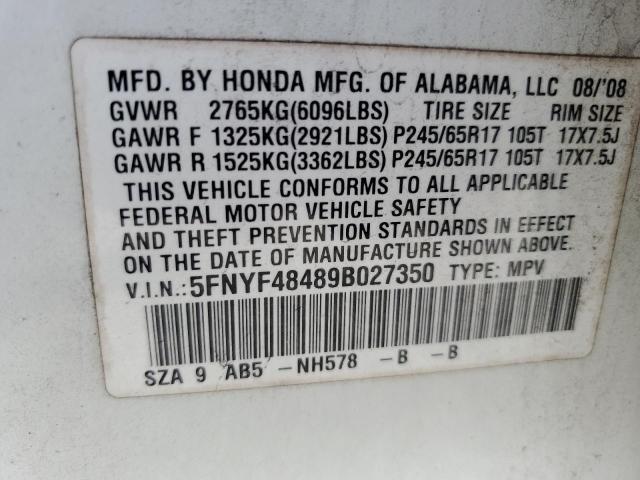 MFD. BY HONDA MFG. OF ALABAMA, LLC 08/'08
GVWR 2765KG(6096LBS) TIRE SIZE RIM SIZE
GAWR F 1325KG(2921LBS) P245/65R17 105T 17X7.5J
GAWR R 1525KG(3362LBS) P245/65R17 105T 17X7.5J
THIS VEHICLE CONFORMS TO ALL APPLICABLE
FEDERAL MOTOR VEHICLE SAFETY
AND THEFT PREVENTION STANDARDS IN EFFECT
ON THE DATE OF MANUFACTURE SHOWN ABOVE.
V.I.N.: 5FNYF48489B027350 TYPE: MPV
SZA 9 AB5 -NH578 -B -B